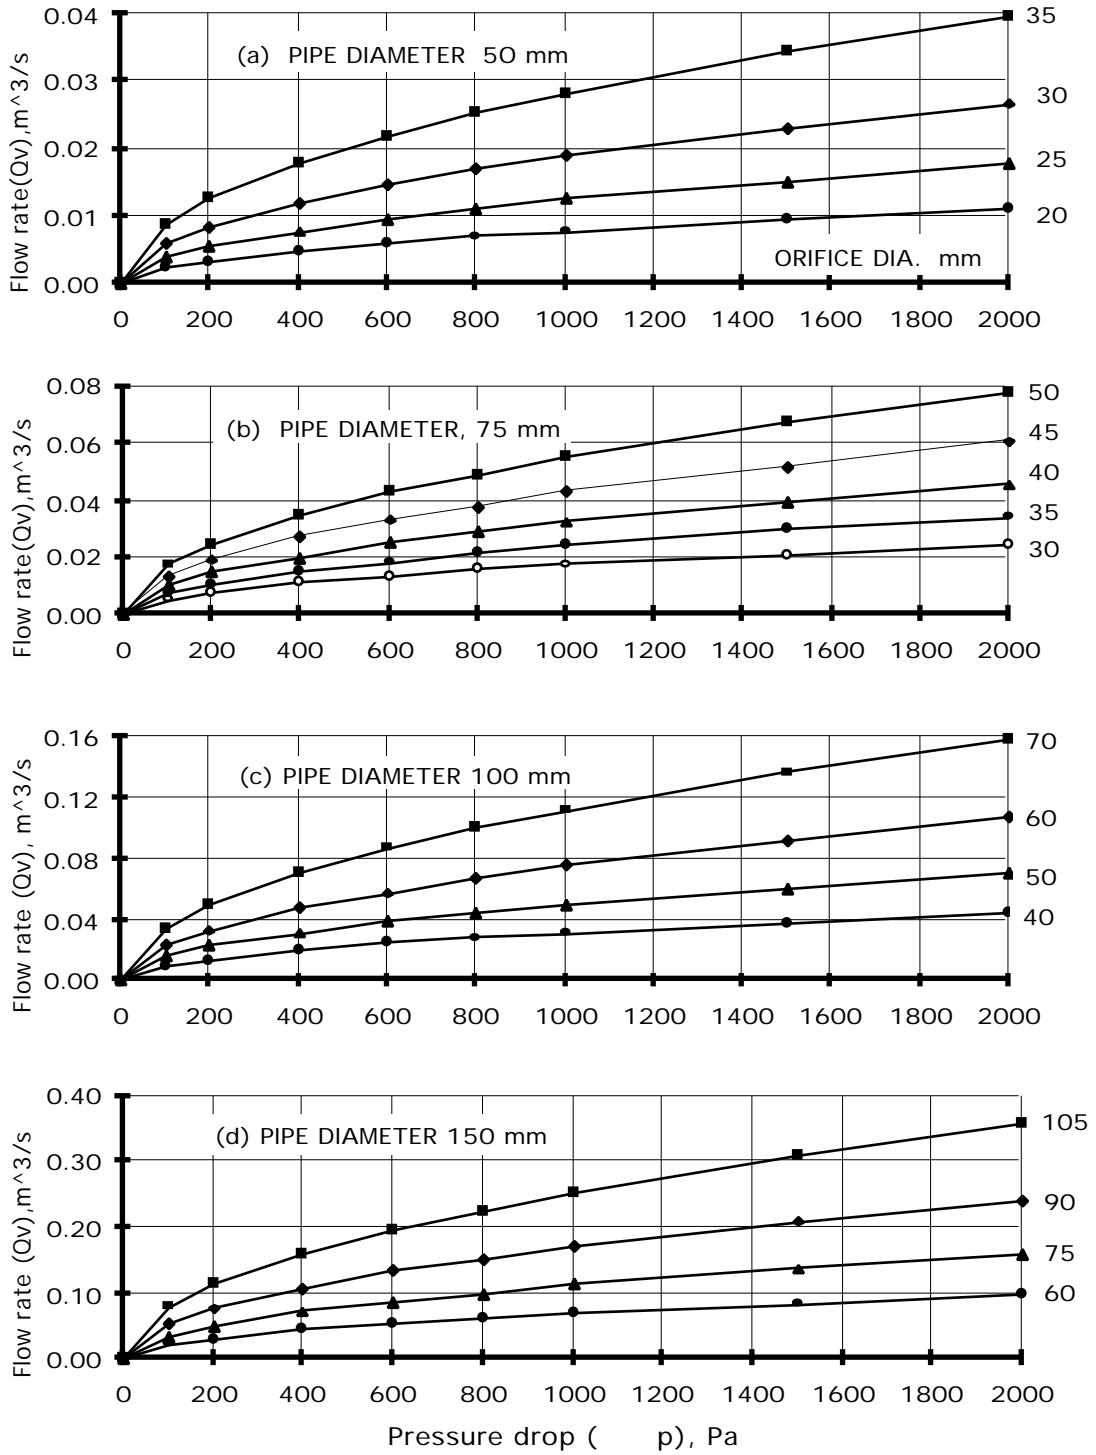 0.04
35
(a) PIPE DIAMETER 50 mm
0.03
30
0.02
25
0.01
20
ORIFICE DIA. mm
0.00
Flow rate(Qv),m^3/s
0 200 400 600 800 1000 1200 1400 1600 1800 2000
0.08
50
(b) PIPE DIAMETER, 75 mm
45
0.06
40
0.04
35
0.02
30
0.00
Flow rate(Qv),m^3/s
0 200 400 600 800 1000 1200 1400 1600 1800 2000
0.16
70
(c) PIPE DIAMETER 100 mm
0.12
60
0.08
50
0.04
40
0.00
Flow rate (Qv), m^3/s
0 200 400 600 800 1000 1200 1400 1600 1800 2000
0.40
105
(d) PIPE DIAMETER 150 mm
0.30
90
0.20
75
0.10
60
0.00
Flow rate (Qv),m^3/s
0 200 400 600 800 1000 1200 1400 1600 1800 2000
Pressure drop ( p), Pa